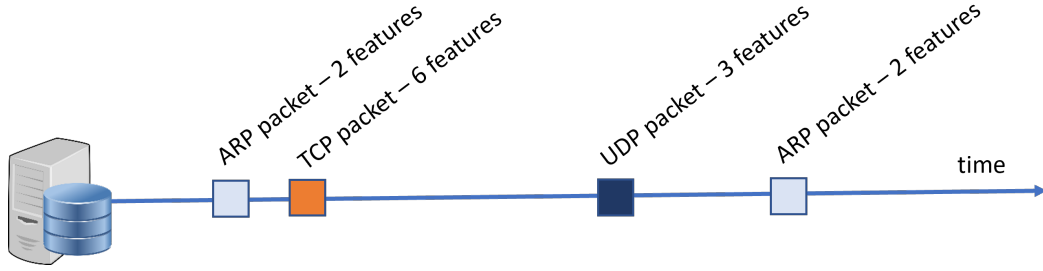 ARP packet – 2 features
TCP packet – 6 features
UDP packet – 3 features
ARP packet – 2 features
time